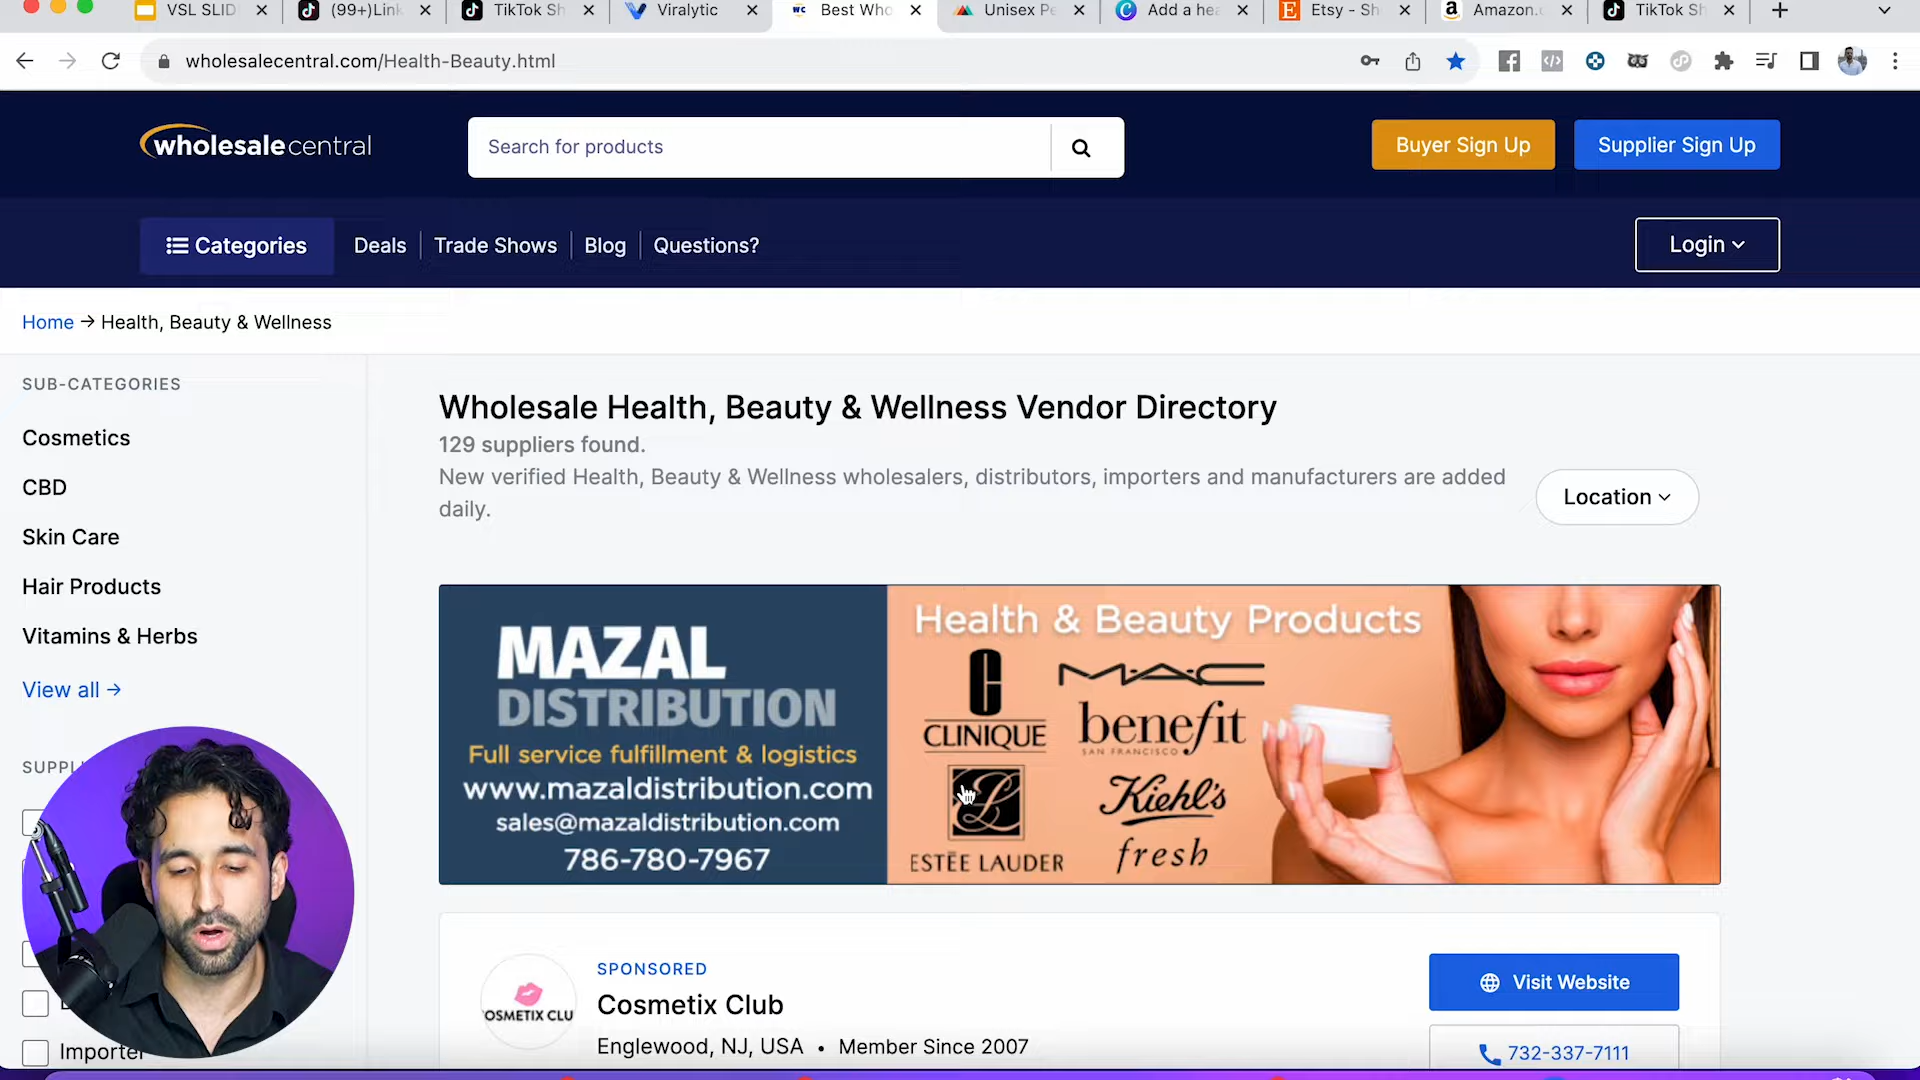 VSL SLID
(99+)Link
TikTok Sh
Viralytic
Best Who
Unisex Pe
Add a hea
Etsy - Sh
Amazon.
TikTok Sh
wholesalecentral.com/Health-Beauty.html
wholesalecentral
Search for products
Buyer Sign Up
Supplier Sign Up
Categories
Deals
Trade Shows
Blog
Questions?
Login
Home → Health, Beauty & Wellness
SUB-CATEGORIES
Cosmetics
CBD
Skin Care
Hair Products
Vitamins & Herbs
View all →
SUPPL
Importer
Wholesale Health, Beauty & Wellness Vendor Directory
129 suppliers found.
New verified Health, Beauty & Wellness wholesalers, distributors, importers and manufacturers are added
daily.
Location
MAZAL
DISTRIBUTION
Full service fulfillment & logistics
www.mazaldistribution.com
sales@mazaldistribution.com
786-780-7967
Health & Beauty Products
CLINIQUE
MAC
benefit
SAN FRANCISCO
ESTĒE LAUDER
Kiehl's
fresh
OSMETIX CLU
SPONSORED
Cosmetix Club
Englewood, NJ, USA • Member Since 2007
Visit Website
732-337-7111